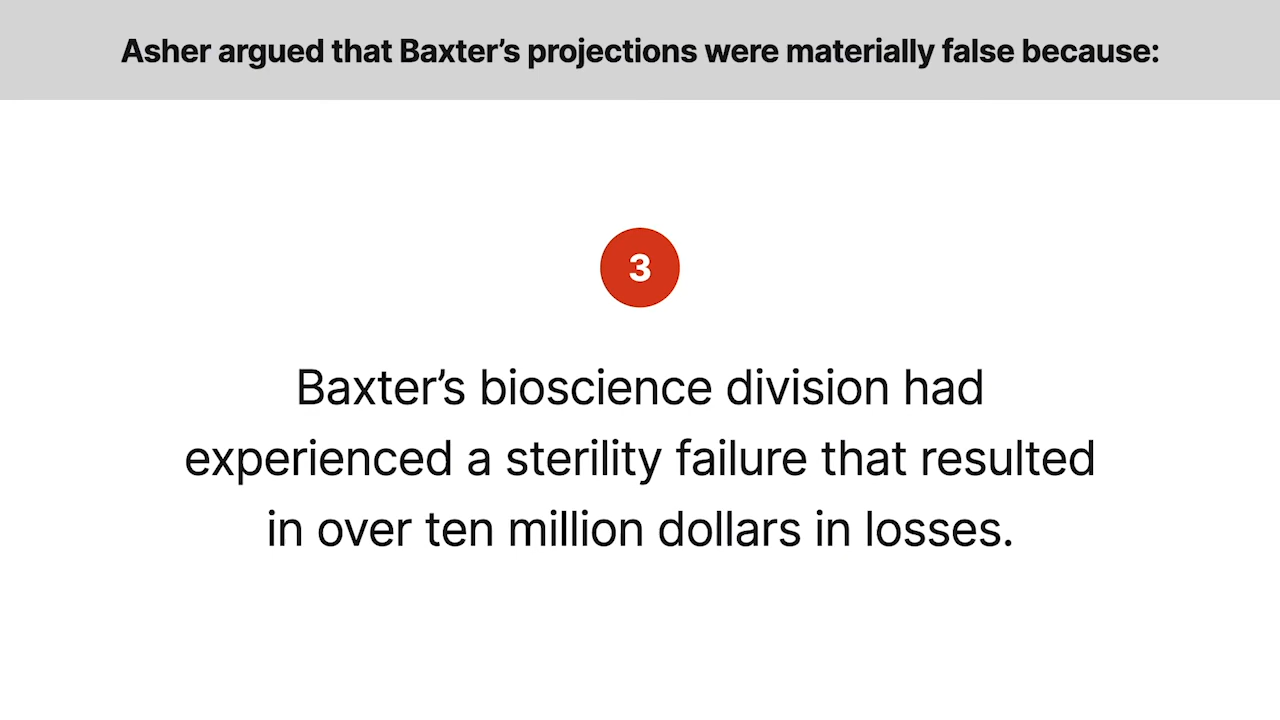 Asher argued that Baxter’s projections were materially false because:
3
Baxter’s bioscience division had
experienced a sterility failure that resulted
in over ten million dollars in losses.